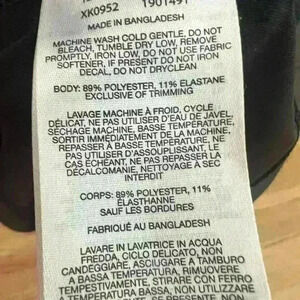 XK0952 1901491
MADE IN BANGLADESH
MACHINE WASH COLD GENTLE, DO NOT
BLEACH, TUMBLE DRY LOW, REMOVE
PROMPTLY, IRON LOW, DO NOT USE FABRIC
SOFTENER, IF PRESENT DO NOT IRON
DECAL, DO NOT DRYCLEAN
BODY: 89% POLYESTER, 11% ELASTANE
EXCLUSIVE OF TRIMMING
LAVAGE MACHINE À FROID, CYCLE
DÉLICAT, NE PAS UTILISER D'EAU DE JAVEL,
SÉCHAGE MACHINE, BASSE TEMPÉRATURE,
SORTIR IMMÉDIATEMENT DE LA MACHINE,
REPASSER À BASSE TEMPÉRATURE, NE
PAS UTILISER D'ASSOUPLISSANT, LE
CAS ÉCHÉANT, NE PAS REPASSER LA
DÉCALCOMANIE, NETTOYAGE À SEC
INTERDIT
CORPS: 89% POLYESTER, 11%
ÉLASTHANNE
SAUF LES BORDURES
FABRIQUÉ AU BANGLADESH
LAVARE IN LAVATRICE IN ACQUA
FREDDA, CICLO DELICATO, NON
CANDEGGIARE, ASCIUGARE A TAMBURO
A BASSA TEMPERATURA, RIMUOVERE
TEMPESTIVAMENTE, STIRARE CON FERRO
A BASSA TEMPERATURA, NON UTILIZZARE